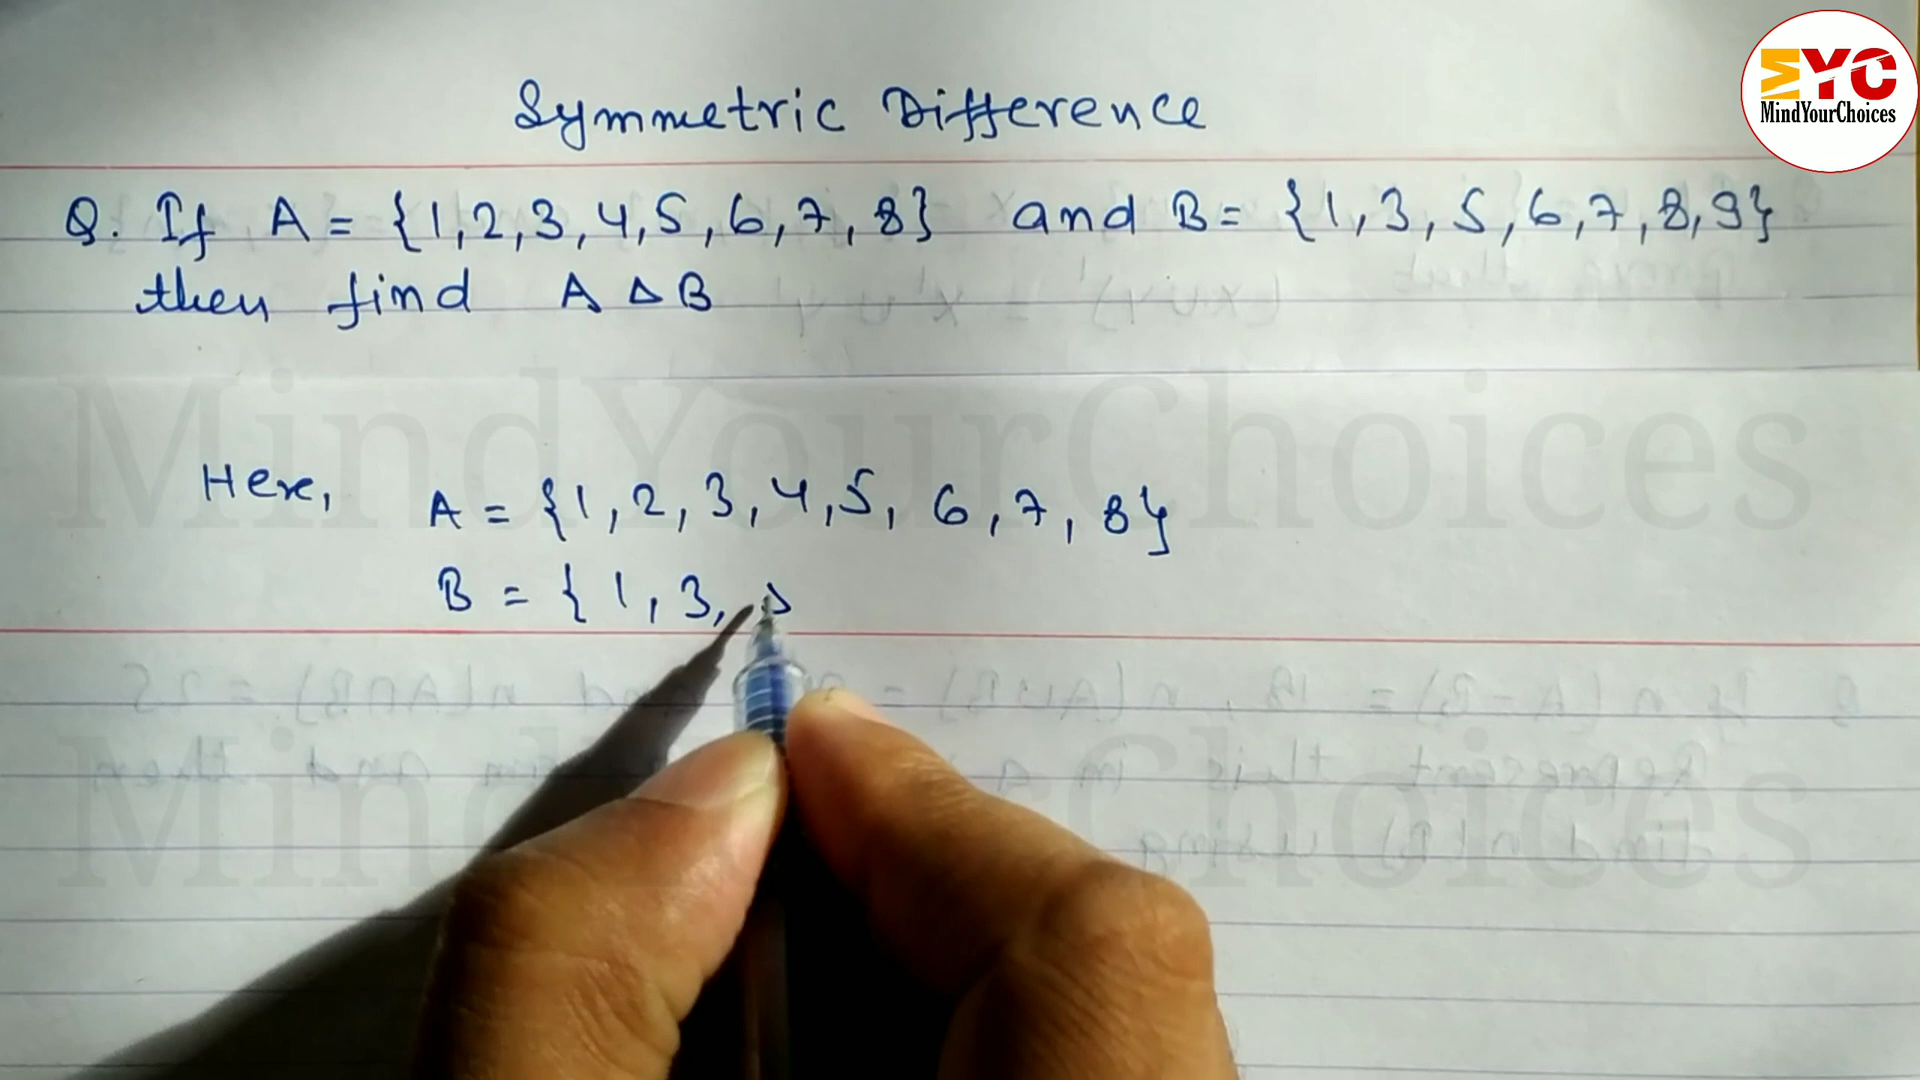 MYC
MindYourChoices
Symmetric Difference
Q. If A = {1,2,3,4,5,6,7,8} and B = {1,3,5,6,7,8,9}
then find A Δ B
MindYourChoices
Here, A = {1,2,3,4,5,6,7,8}
B = {1,3,
MindYourChoices